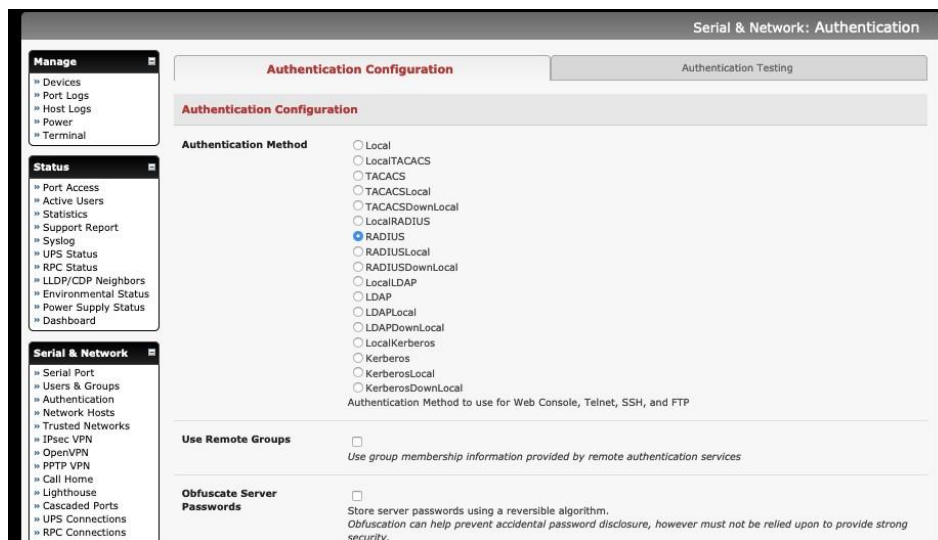 Serial & Network: Authentication
Manage
» Devices
» Port Logs
» Host Logs
» Power
» Terminal
Status
» Port Access
» Active Users
» Statistics
» Support Report
» Syslog
» UPS Status
» RPC Status
» LLDP/CDP Neighbors
» Environmental Status
» Power Supply Status
» Dashboard
Serial & Network
» Serial Port
» Users & Groups
» Authentication
» Network Hosts
» Trusted Networks
» IPsec VPN
» OpenVPN
» PPTP VPN
» Call Home
» Lighthouse
» Cascaded Ports
» UPS Connections
» RPC Connections
Authentication Configuration
Authentication Testing
Authentication Configuration
Authentication Method
Local
LocalTACACS
TACACS
TACACSLocal
TACACSDownLocal
LocalRADIUS
RADIUS
RADIUSLocal
RADIUSDownLocal
LocalLDAP
LDAP
LDAPLocal
LDAPDownLocal
LocalKerberos
Kerberos
KerberosLocal
KerberosDownLocal
Authentication Method to use for Web Console, Telnet, SSH, and FTP
Use Remote Groups
Use group membership information provided by remote authentication services
Obfuscate Server
Passwords
Store server passwords using a reversible algorithm.
Obfuscation can help prevent accidental password disclosure, however must not be relied upon to provide strong
security.